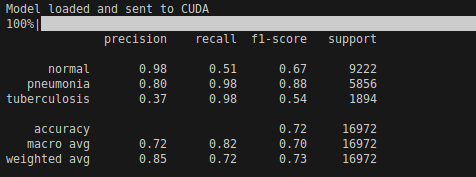 Model loaded and sent to CUDA
100%|
precision recall f1-score support
normal 0.98 0.51 0.67 9222
pneumonia 0.80 0.98 0.88 5856
tuberculosis 0.37 0.98 0.54 1894
accuracy 0.72 16972
macro avg 0.72 0.82 0.70 16972
weighted avg 0.85 0.72 0.73 16972